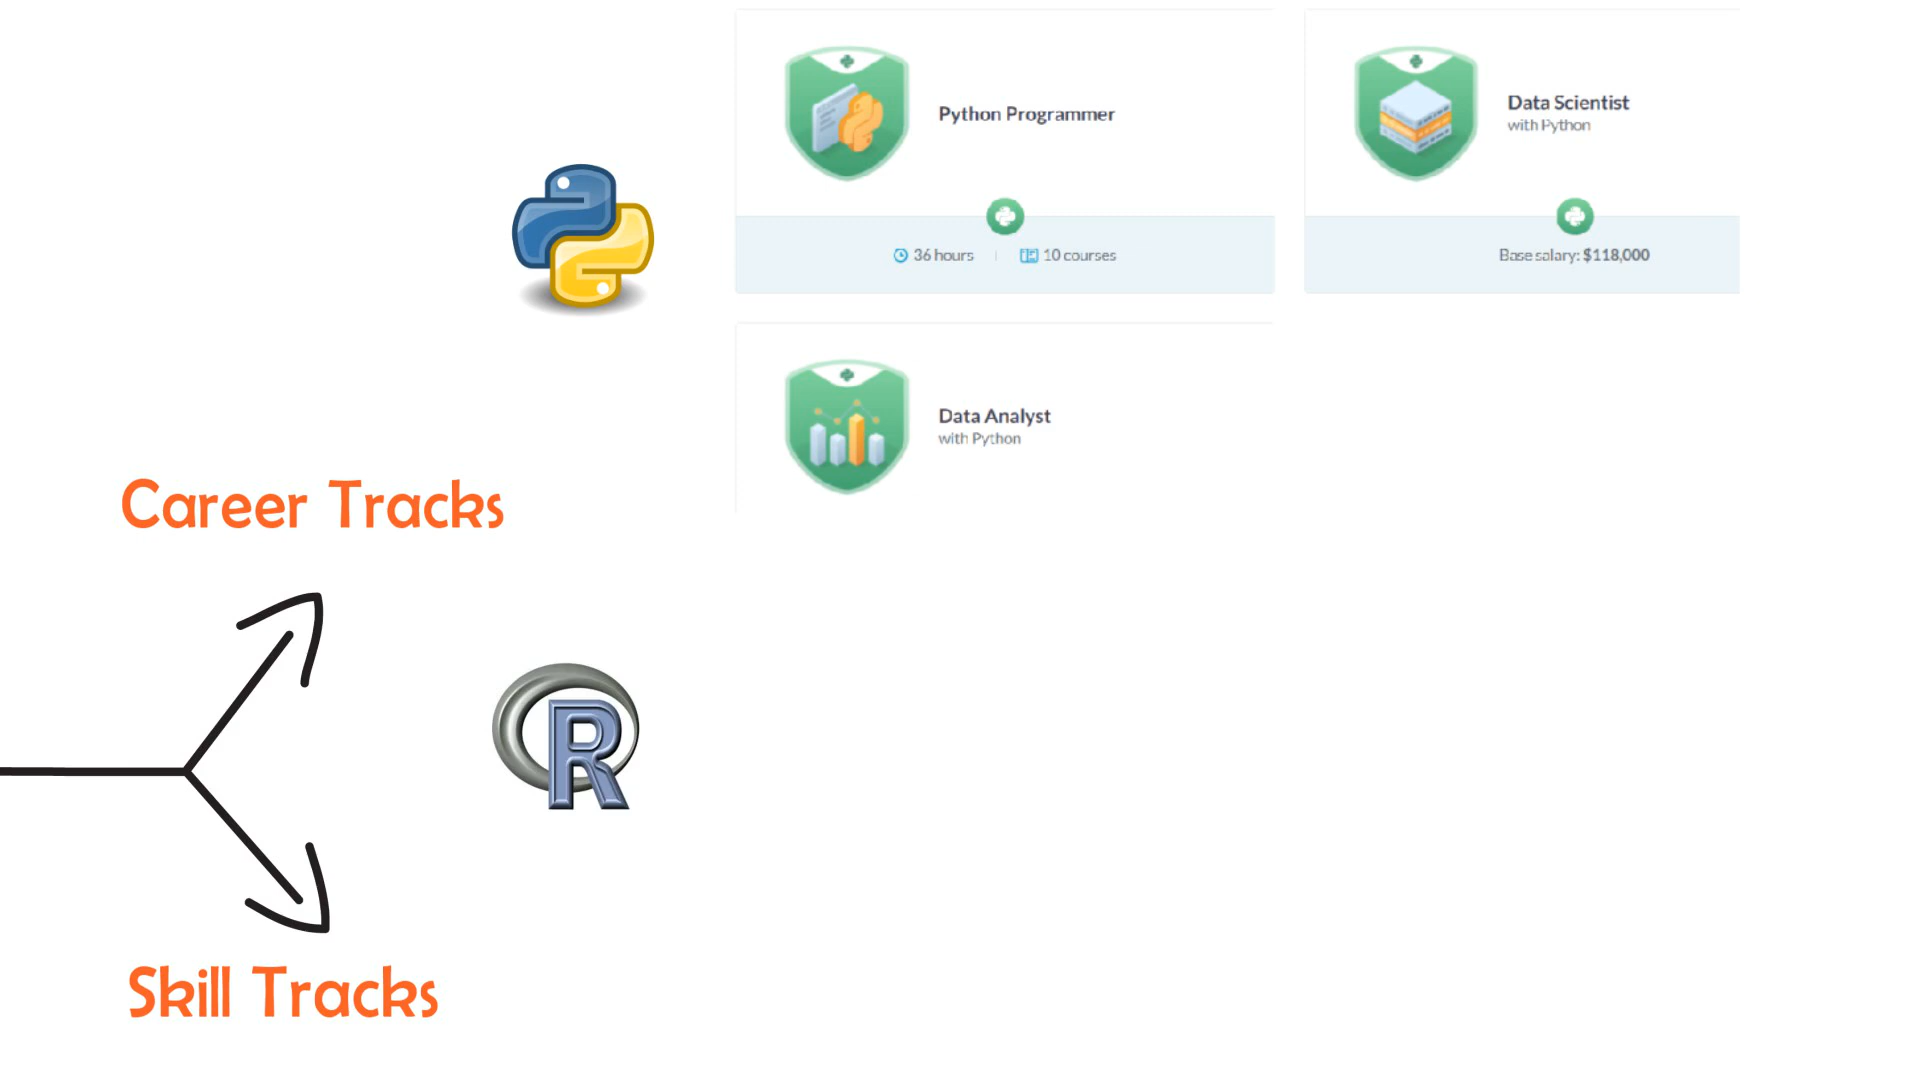 Python Programmer
36 hours
10 courses
Data Scientist
with Python
Base salary: $118,000
Data Analyst
with Python
Career Tracks
R
Skill Tracks